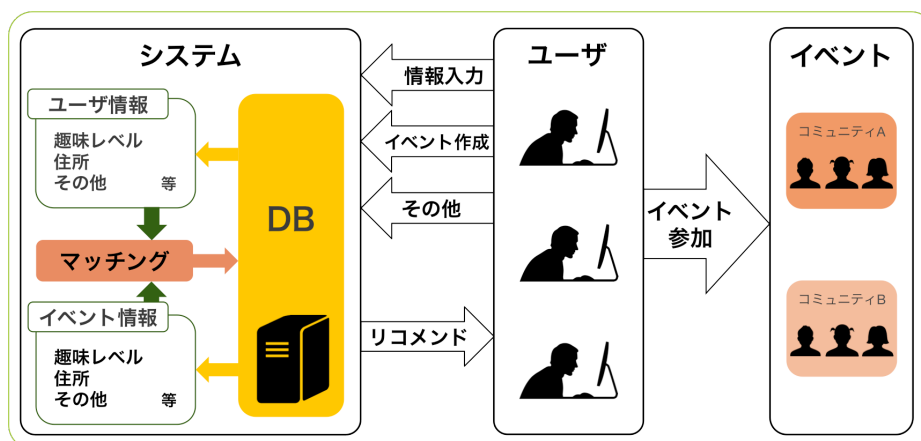 システム
ユーザ情報
趣味レベル
住所
その他 等
マッチング
イベント情報
趣味レベル
住所
その他 等
DB
情報入力
イベント作成
その他
リコメンド
ユーザ
イベント
参加
イベント
コミュニティA
コミュニティB